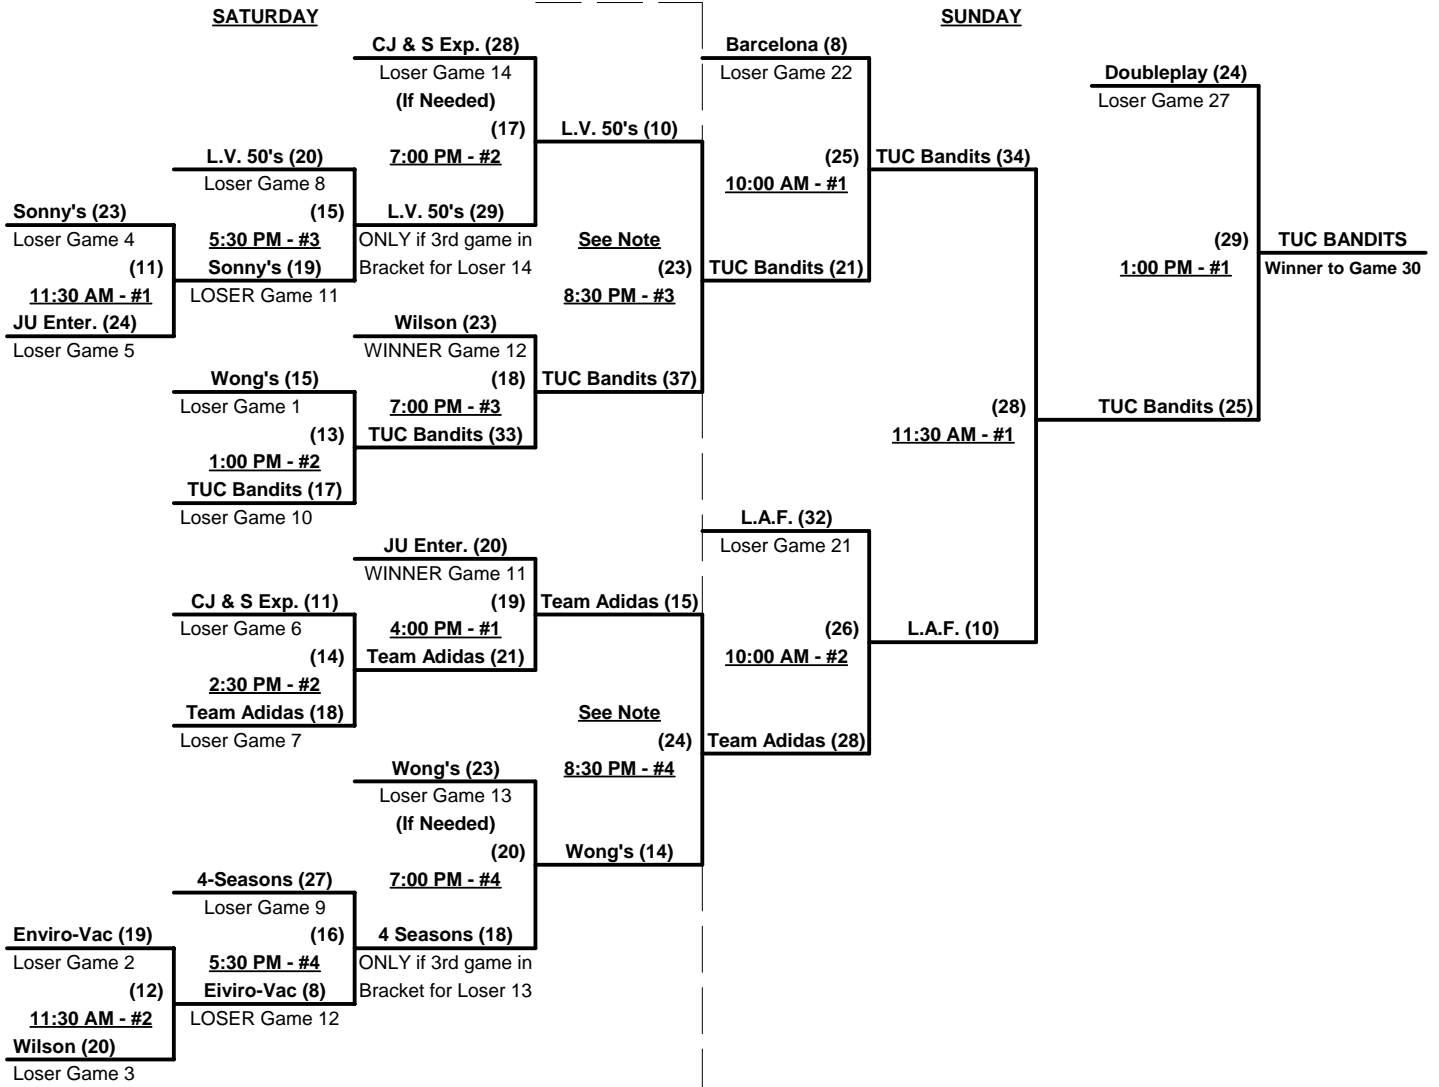 SATURDAY
SUNDAY
CJ & S Exp. (28)
Loser Game 14
(If Needed)
(17)
7:00 PM - #2
L.V. 50's (10)
Barcelona (8)
Loser Game 22
(25)
10:00 AM - #1
TUC Bandits (34)
Doubleplay (24)
Loser Game 27
(29)
1:00 PM - #1
TUC BANDITS
Winner to Game 30
L.V. 50's (20)
Loser Game 8
(15)
5:30 PM - #3
L.V. 50's (29)
ONLY if 3rd game in
Bracket for Loser 14
Sonny's (23)
Loser Game 4
(11)
11:30 AM - #1
JU Enter. (24)
Loser Game 5
Sonny's (19)
LOSER Game 11
See Note
(23)
8:30 PM - #3
TUC Bandits (21)
Wilson (23)
WINNER Game 12
(18)
7:00 PM - #3
TUC Bandits (37)
Wong's (15)
Loser Game 1
(13)
1:00 PM - #2
TUC Bandits (33)
TUC Bandits (17)
Loser Game 10
(28)
11:30 AM - #1
TUC Bandits (25)
JU Enter. (20)
WINNER Game 11
(19)
4:00 PM - #1
Team Adidas (15)
L.A.F. (32)
Loser Game 21
(26)
10:00 AM - #2
L.A.F. (10)
CJ & S Exp. (11)
Loser Game 6
(14)
2:30 PM - #2
Team Adidas (21)
Team Adidas (18)
Loser Game 7
See Note
(24)
8:30 PM - #4
Team Adidas (28)
Wong's (23)
Loser Game 13
(If Needed)
(20)
7:00 PM - #4
Wong's (14)
4-Seasons (27)
Loser Game 9
(16)
5:30 PM - #4
4 Seasons (18)
ONLY if 3rd game in
Bracket for Loser 13
Enviro-Vac (19)
Loser Game 2
(12)
11:30 AM - #2
Wilson (20)
Loser Game 3
Eiviro-Vac (8)
LOSER Game 12